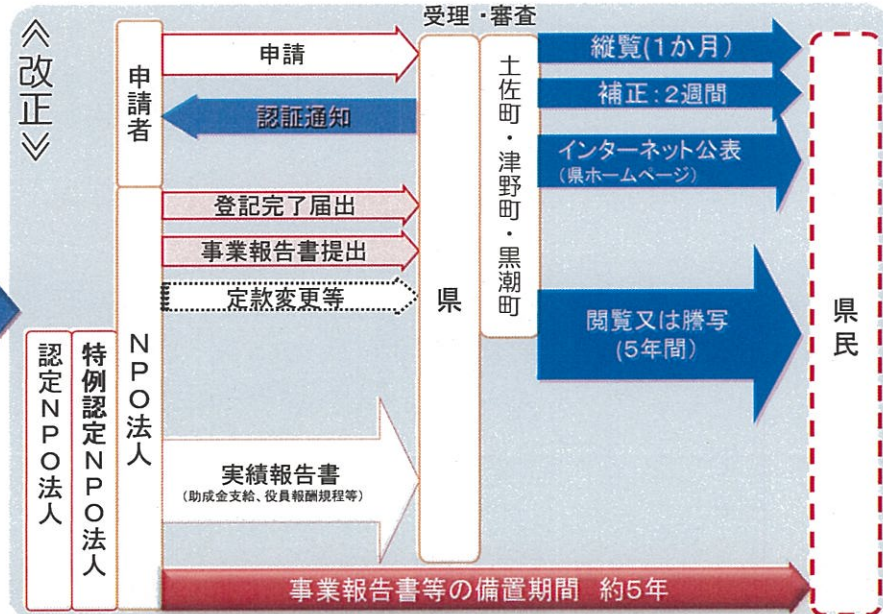 受理・審査
≪改正≫
申請者
申請
認証通知
土佐町・津野町・黒潮町
縦覧(1か月)
補正:2週間
インターネット公表
(県ホームページ)
登記完了届出
事業報告書提出
定款変更等
県
閲覧又は謄写
(5年間)
県民
認定NPO法人
特例認定NPO法人
NPO法人
実績報告書
(助成金支給、役員報酬規程等)
事業報告書等の備置期間 約5年